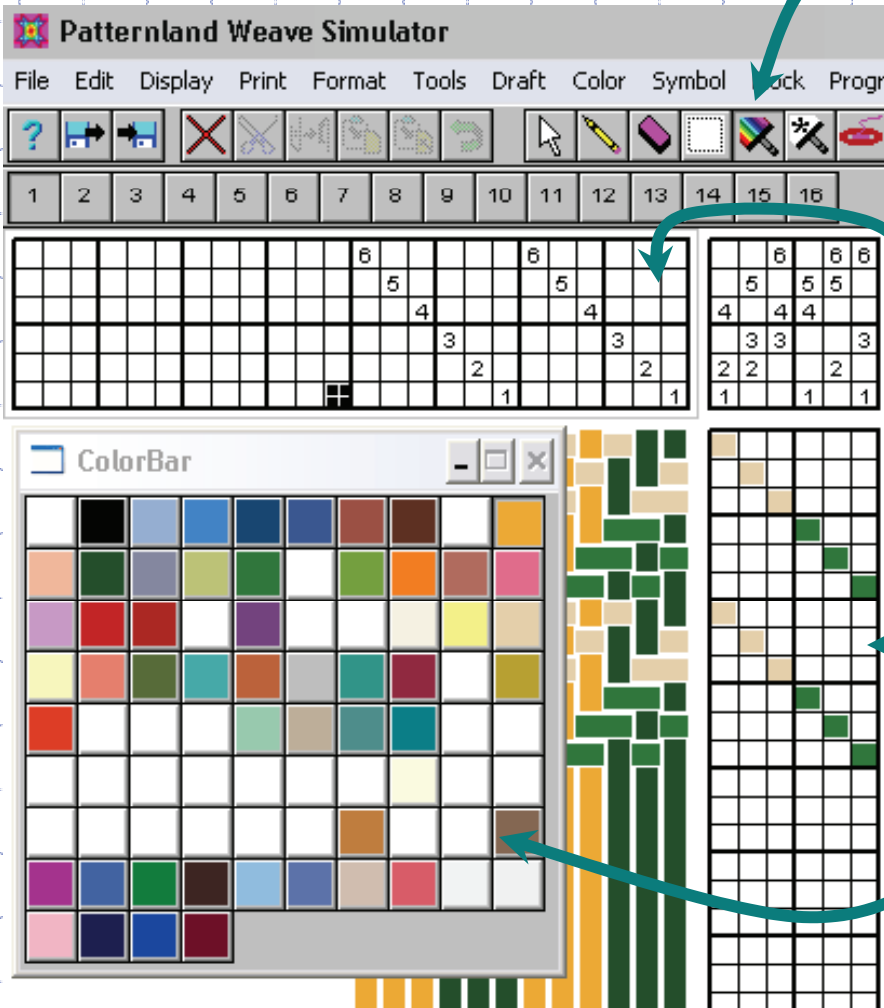 Patternland Weave Simulator
File Edit Display Print Format Tools Draft Color Symbol Progr
?
1 2 3 4 5 6 7 8 9 10 11 12 13 14 15 16
6 6 6 6 6
5 5 5 5 5
4 4 4 4 4
3 3 3 3 3
2 2 2 2 2
1 1 1 1 1
ColorBar